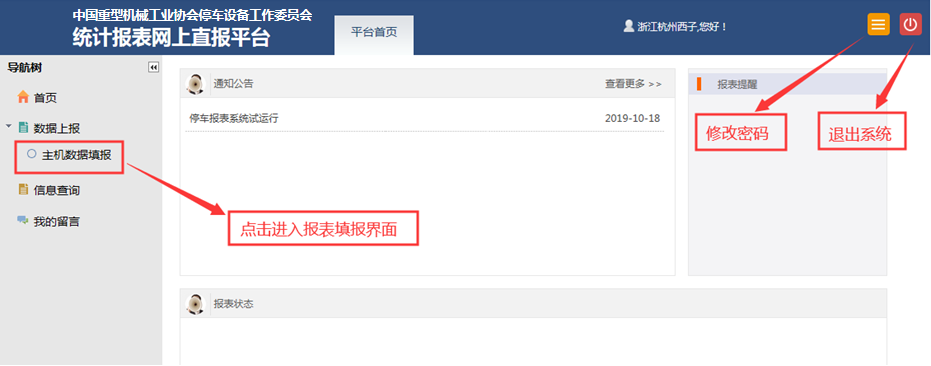 中国重型机械工业协会停车设备工作委员会
统计报表网上直报平台
平台首页
浙江杭州西子,您好！
导航树
首页
数据上报
主机数据填报
信息查询
我的留言
通知公告
查看更多 >>
停车报表系统试运行
2019-10-18
报表提醒
修改密码
退出系统
点击进入报表填报界面
报表状态